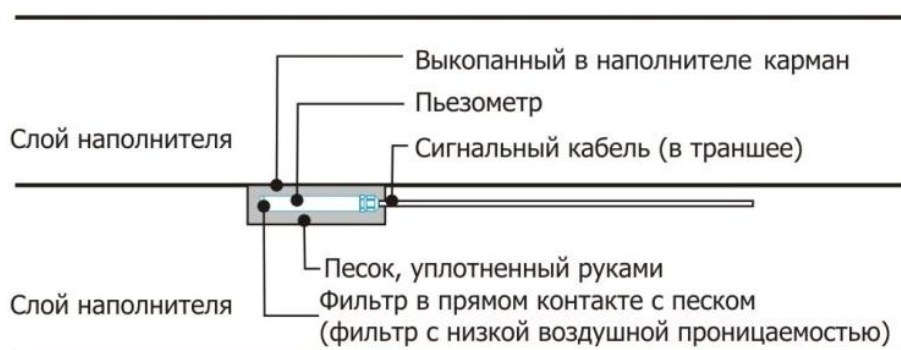 Выкопанный в наполнителе карман
Пьезометр
Слой наполнителя
Сигнальный кабель (в траншее)
Песок, уплотненный руками
Слой наполнителя
Фильтр в прямом контакте с песком
(фильтр с низкой воздушной проницаемостью)